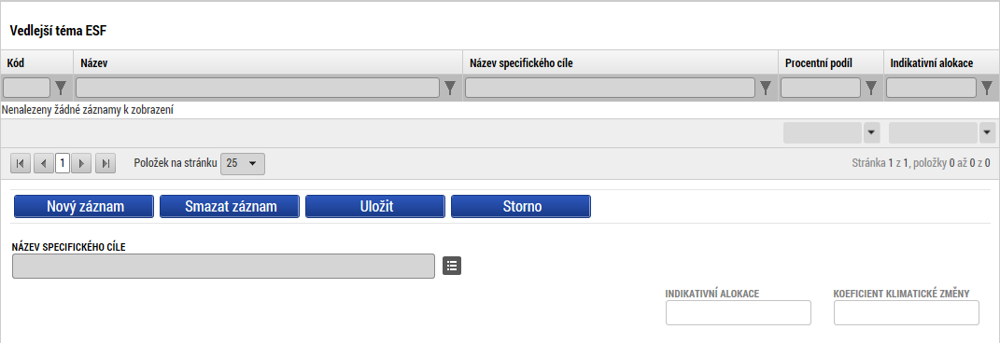 Vedlejší téma ESF
Kód Název Název specifického cíle Procentní podíl Indikativní alokace
Nenalezeny žádné záznamy k zobrazení
1 Položek na stránku 25 Stránka 1 z 1, položky 0 až 0 z 0
Nový záznam Smazat záznam Uložit Storno
NÁZEV SPECIFICKÉHO CÍLE
INDIKATIVNÍ ALOKACE KOEFICIENT KLIMATICKÉ ZMĚNY